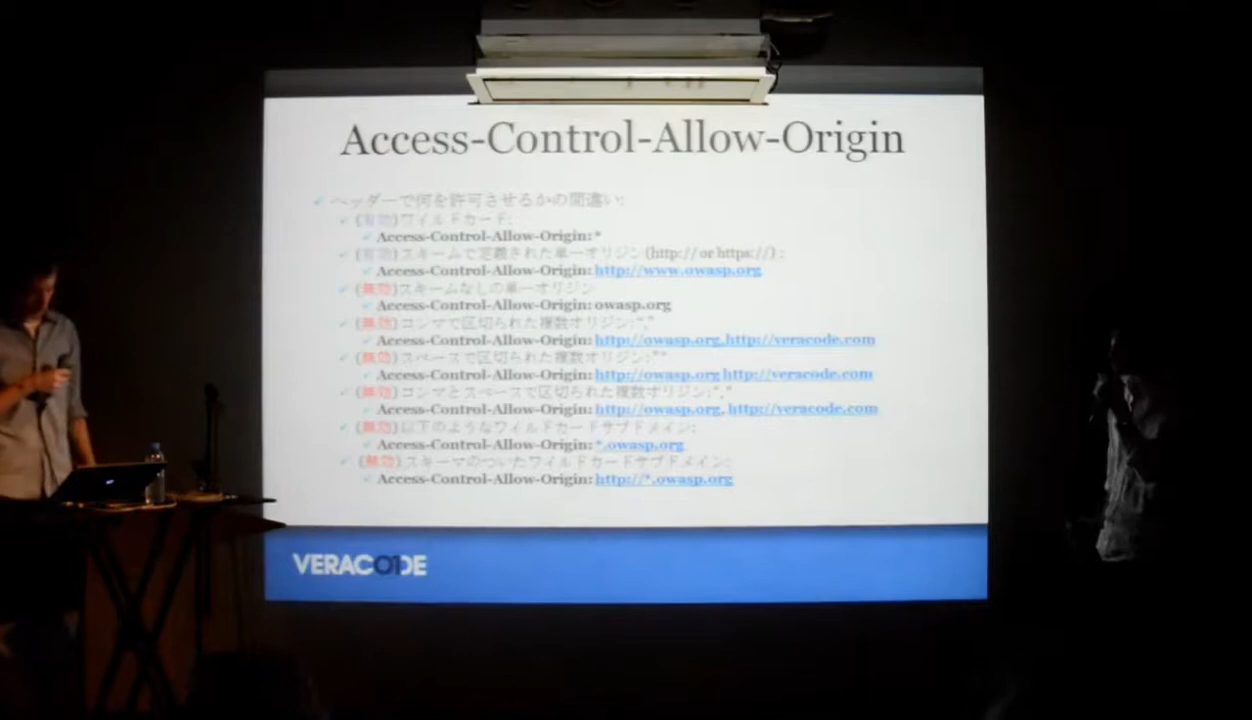 Access-Control-Allow-Origin
ヘッダーで何を許可させるかの間違い:
(有効)ワイルドカード:
Access-Control-Allow-Origin: *
(有効)スキームで定義された単一オリジン(http:// or https://) :
Access-Control-Allow-Origin: http://www.owasp.org
(無効)スキームなしの単一オリジン
Access-Control-Allow-Origin: owasp.org
(無効)コンマで区切られた複数オリジン:","
Access-Control-Allow-Origin: http://owasp.org,http://veracode.com
(無効)スペースで区切られた複数オリジン:" "
Access-Control-Allow-Origin: http://owasp.org http://veracode.com
(無効)コンマとスペースで区切られた複数オリジン:", "
Access-Control-Allow-Origin: http://owasp.org, http://veracode.com
(無効)以下のようなワイルドカードサブドメイン:
Access-Control-Allow-Origin: *.owasp.org
(無効)スキーマのついたワイルドカードサブドメイン:
Access-Control-Allow-Origin: http://*.owasp.org
VERACODE